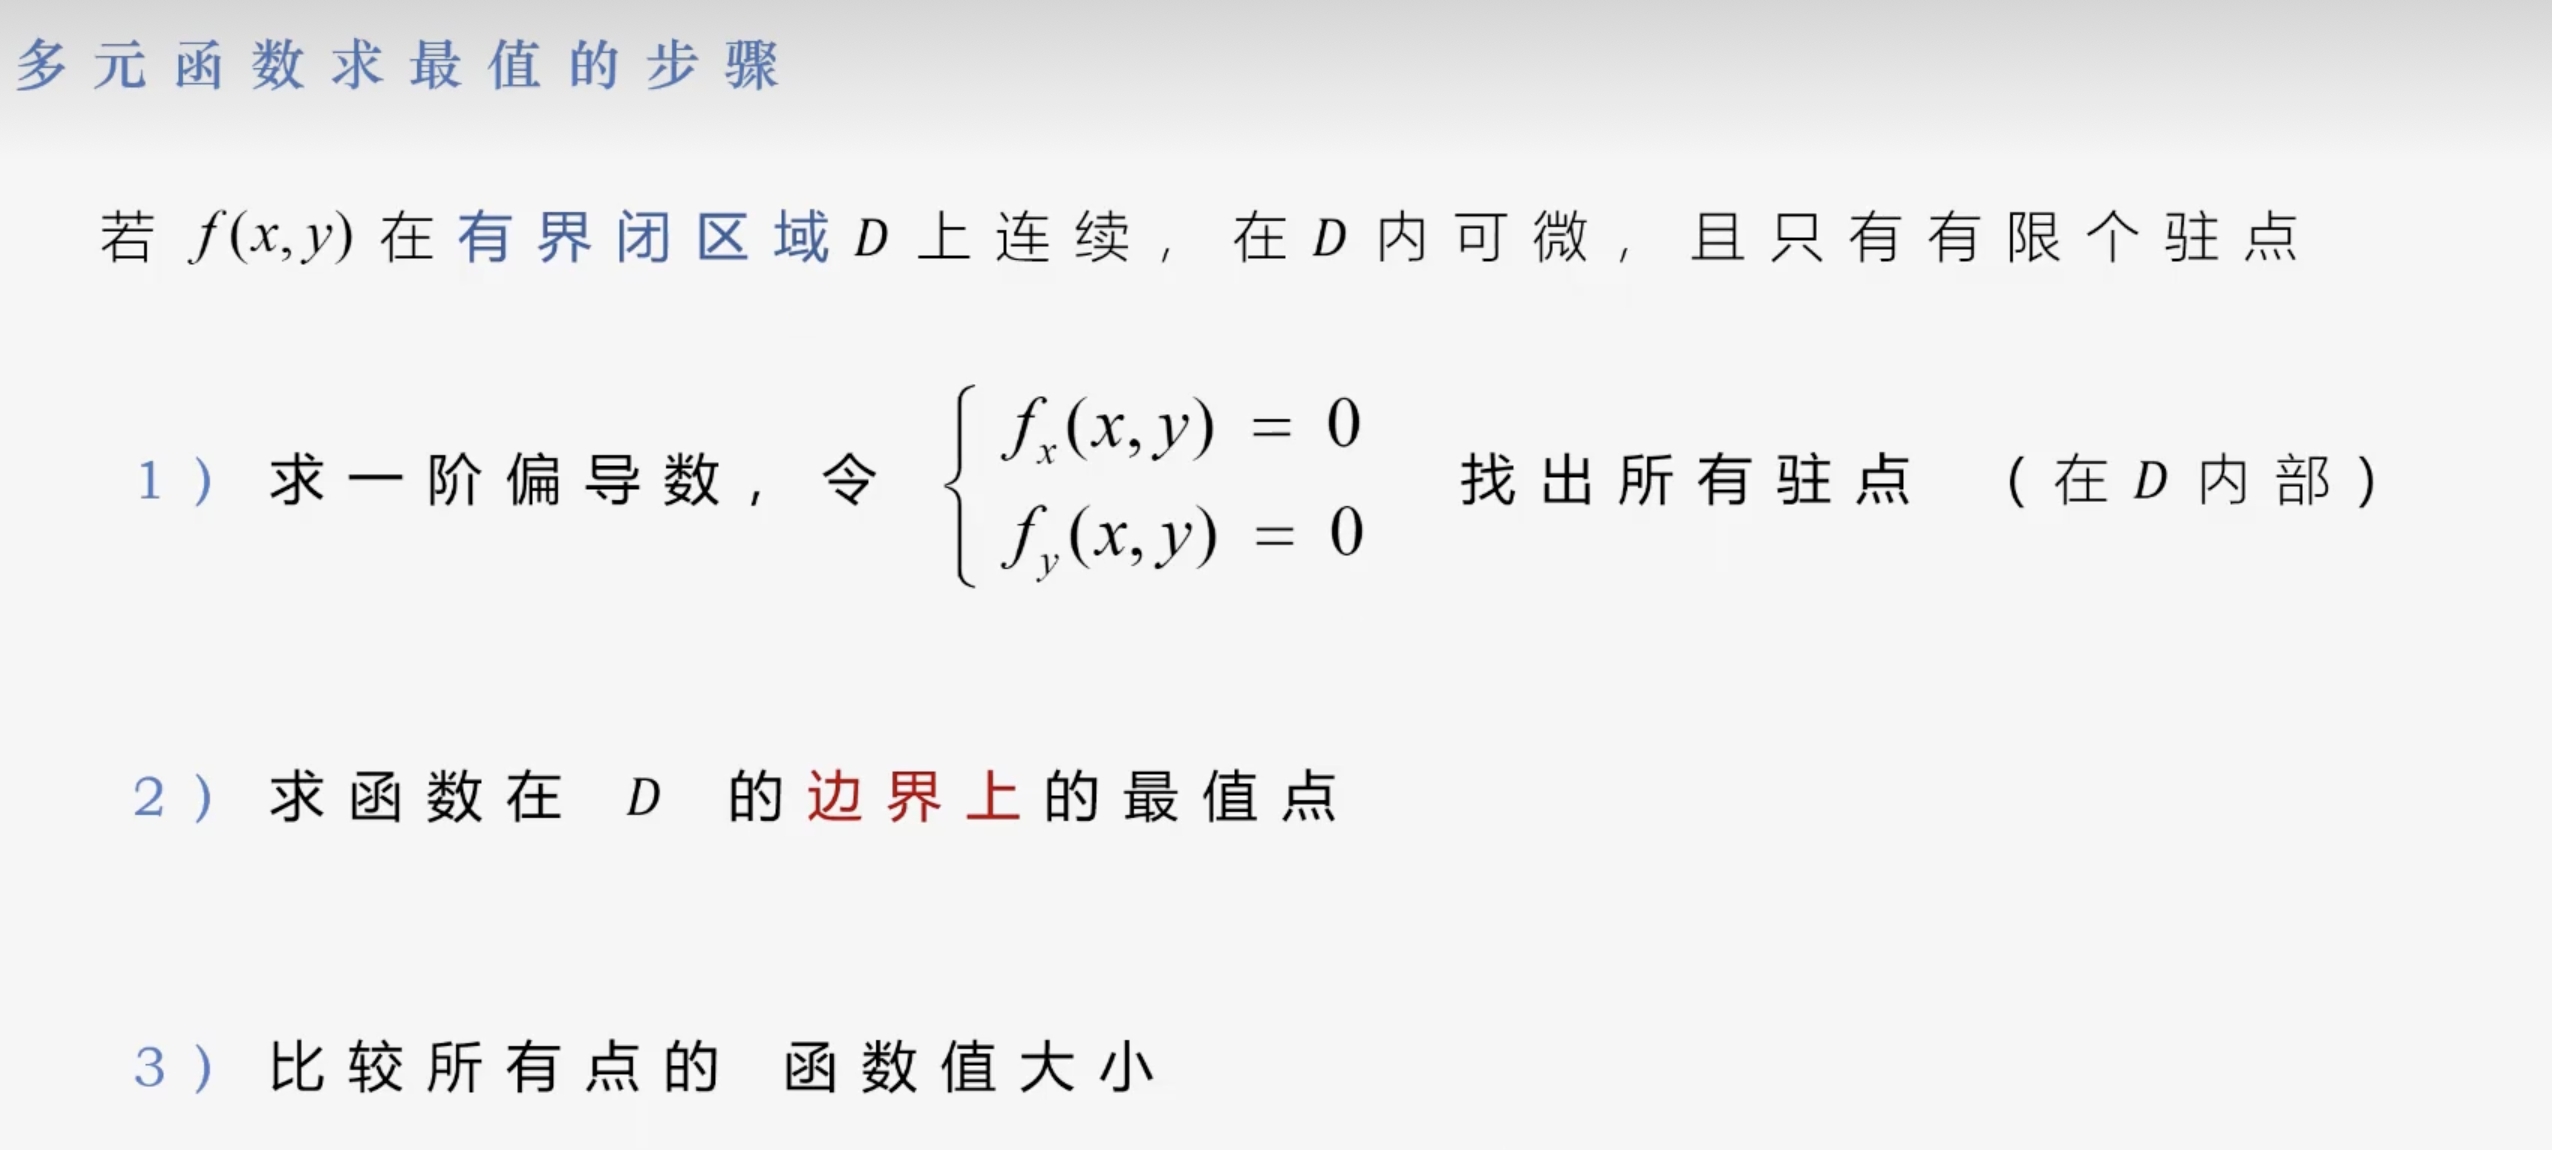 多元函数求最值的步骤
若 f(x,y) 在有界闭区域 D 上连续，在 D 内可微，且只有有限个驻点
1）求一阶偏导数，令 { f_x(x,y) = 0 找出所有驻点（在 D 内部）
f_y(x,y) = 0
2）求函数在 D 的边界上的最值点
3）比较所有点的 函数值大小